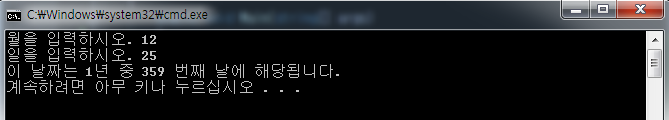 C:₩Windows₩system32₩cmd.exe
월을 입력하시오. 12
일을 입력하시오. 25
이 날짜는 1년 중 359 번째 날에 해당됩니다.
계속하려면 아무 키나 누르십시오 . . .